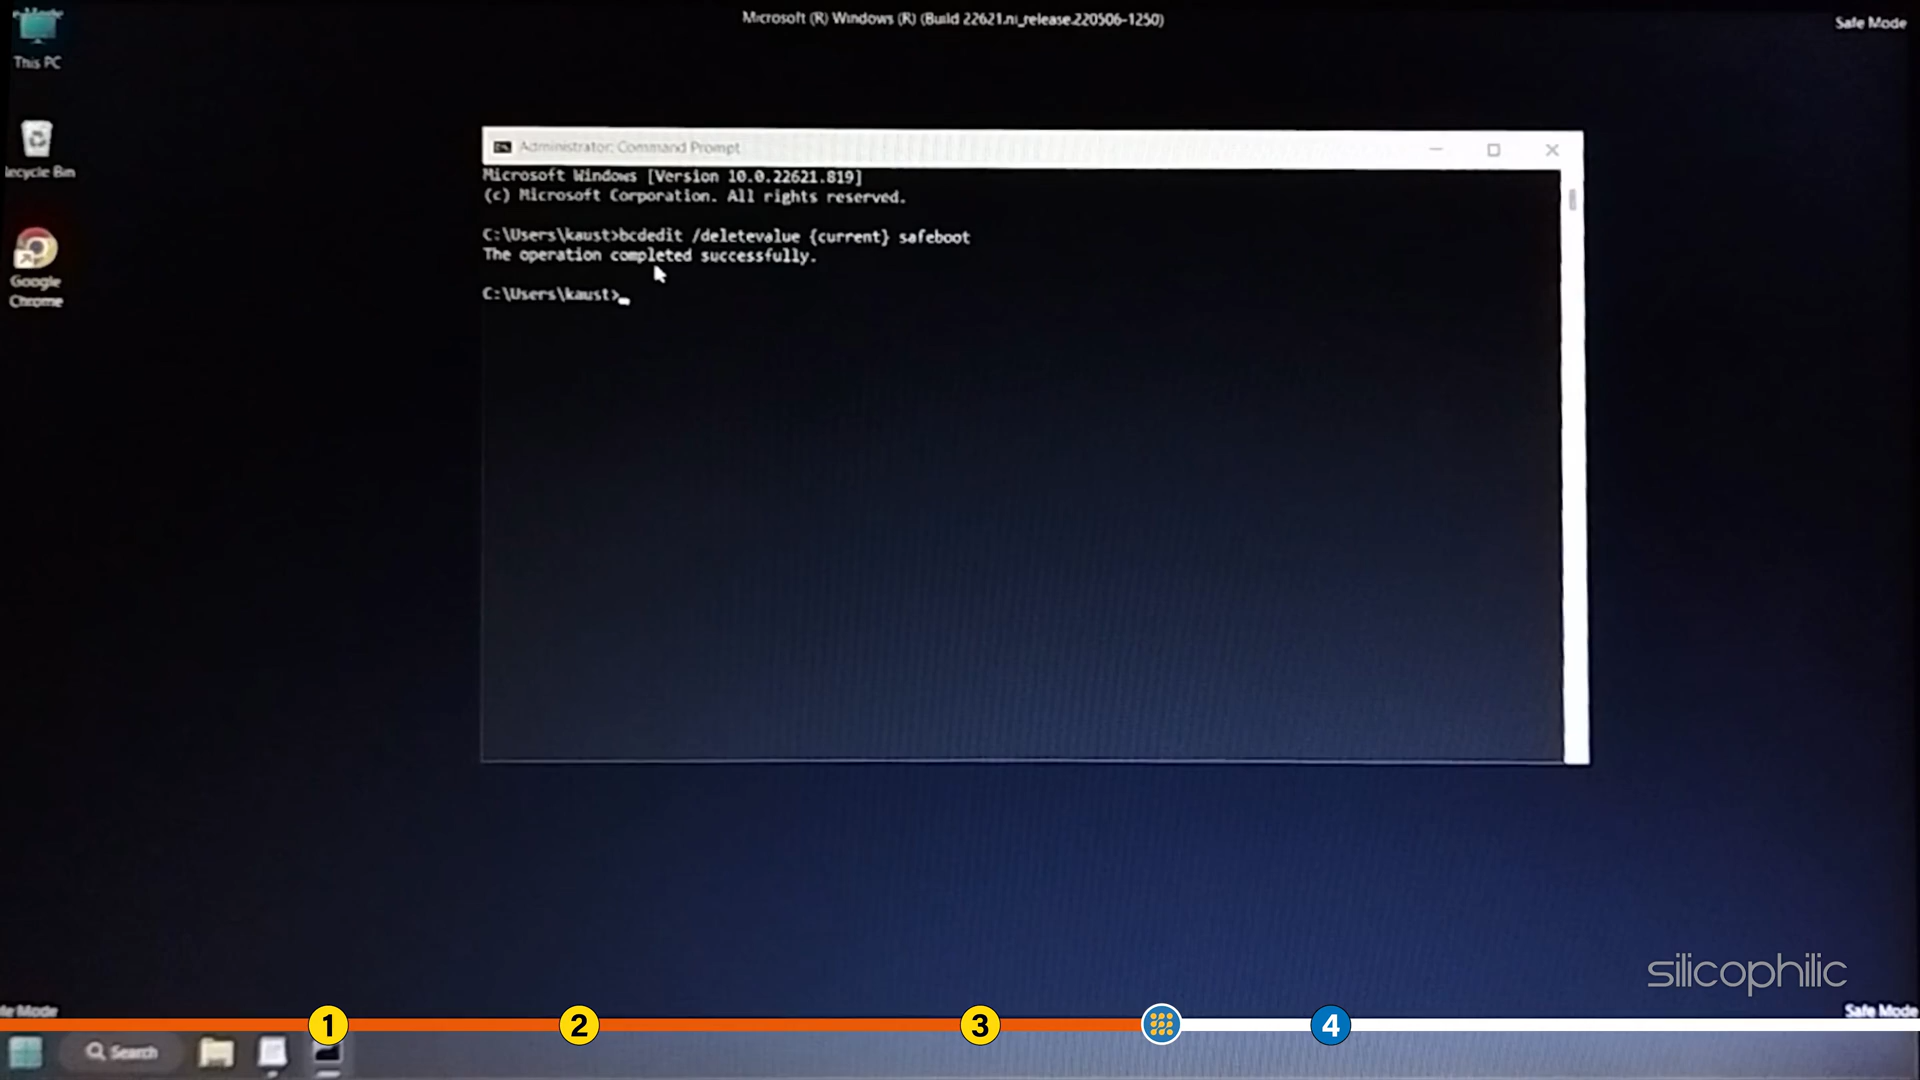 Microsoft (R) Windows (R) (Build 22621.ni_release.220506-1250)
Safe Mode
This PC
Recycle Bin
Google
Chrome
Administrator: Command Prompt
Microsoft Windows [Version 10.0.22621.819]
(c) Microsoft Corporation. All rights reserved.
C:\Users\kaust>bcdedit /deletevalue {current} safeboot
The operation completed successfully.
C:\Users\kaust>
silicophilic
fe Mode
Safe Mode
1
2
3
4
Search